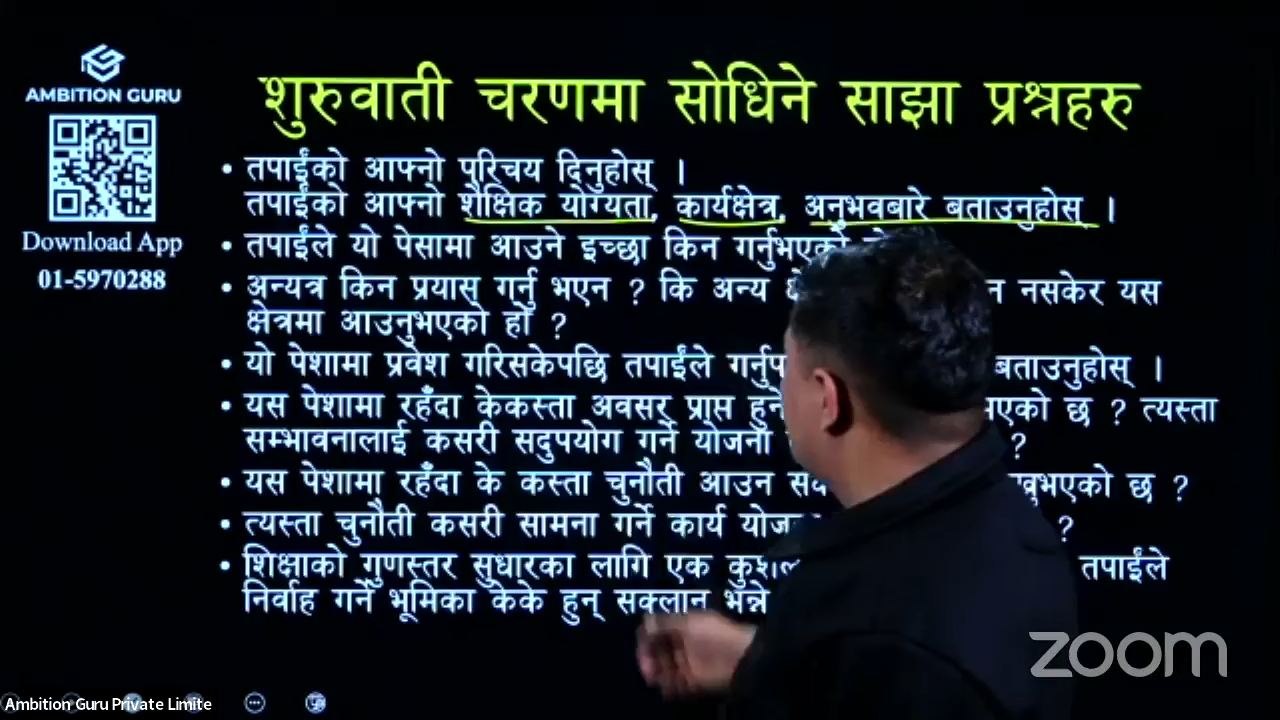 AMBITION GURU
Download App
01-5970288
शुरुवाती चरणमा सोधिने साझा प्रश्नहरु
• तपाईंको आफ्नो परिचय दिनुहोस् ।
तपाईंको आफ्नो शैक्षिक योग्यता, कार्यक्षेत्र, अनुभवबारे बताउनुहोस् ।
• तपाईंले यो पेसामा आउने इच्छा किन गर्नुभएको
• अन्यत्र किन प्रयास गर्नु भएन ? कि अन्य न नसकेर यस
क्षेत्रमा आउनुभएको हो ?
• यो पेशामा प्रवेश गरिसकेपछि तपाईंले बताउनुहोस् ।
• यस पेशामा रहँदा केकस्ता अवसर प्राप्त हुने छ ? त्यस्ता
सम्भावनालाई कसरी सदुपयोग गर्ने योजना ?
• यस पेशामा रहँदा के कस्ता चुनौती आउन छ ?
• त्यस्ता चुनौती कसरी सामना गर्ने कार्य ?
• शिक्षाको गुणस्तर सुधारका लागि एक तपाईंले
निर्वाह गर्ने भूमिका केके हुन् सक्लान् भन्ने
zoom
Ambition Guru Private Limite